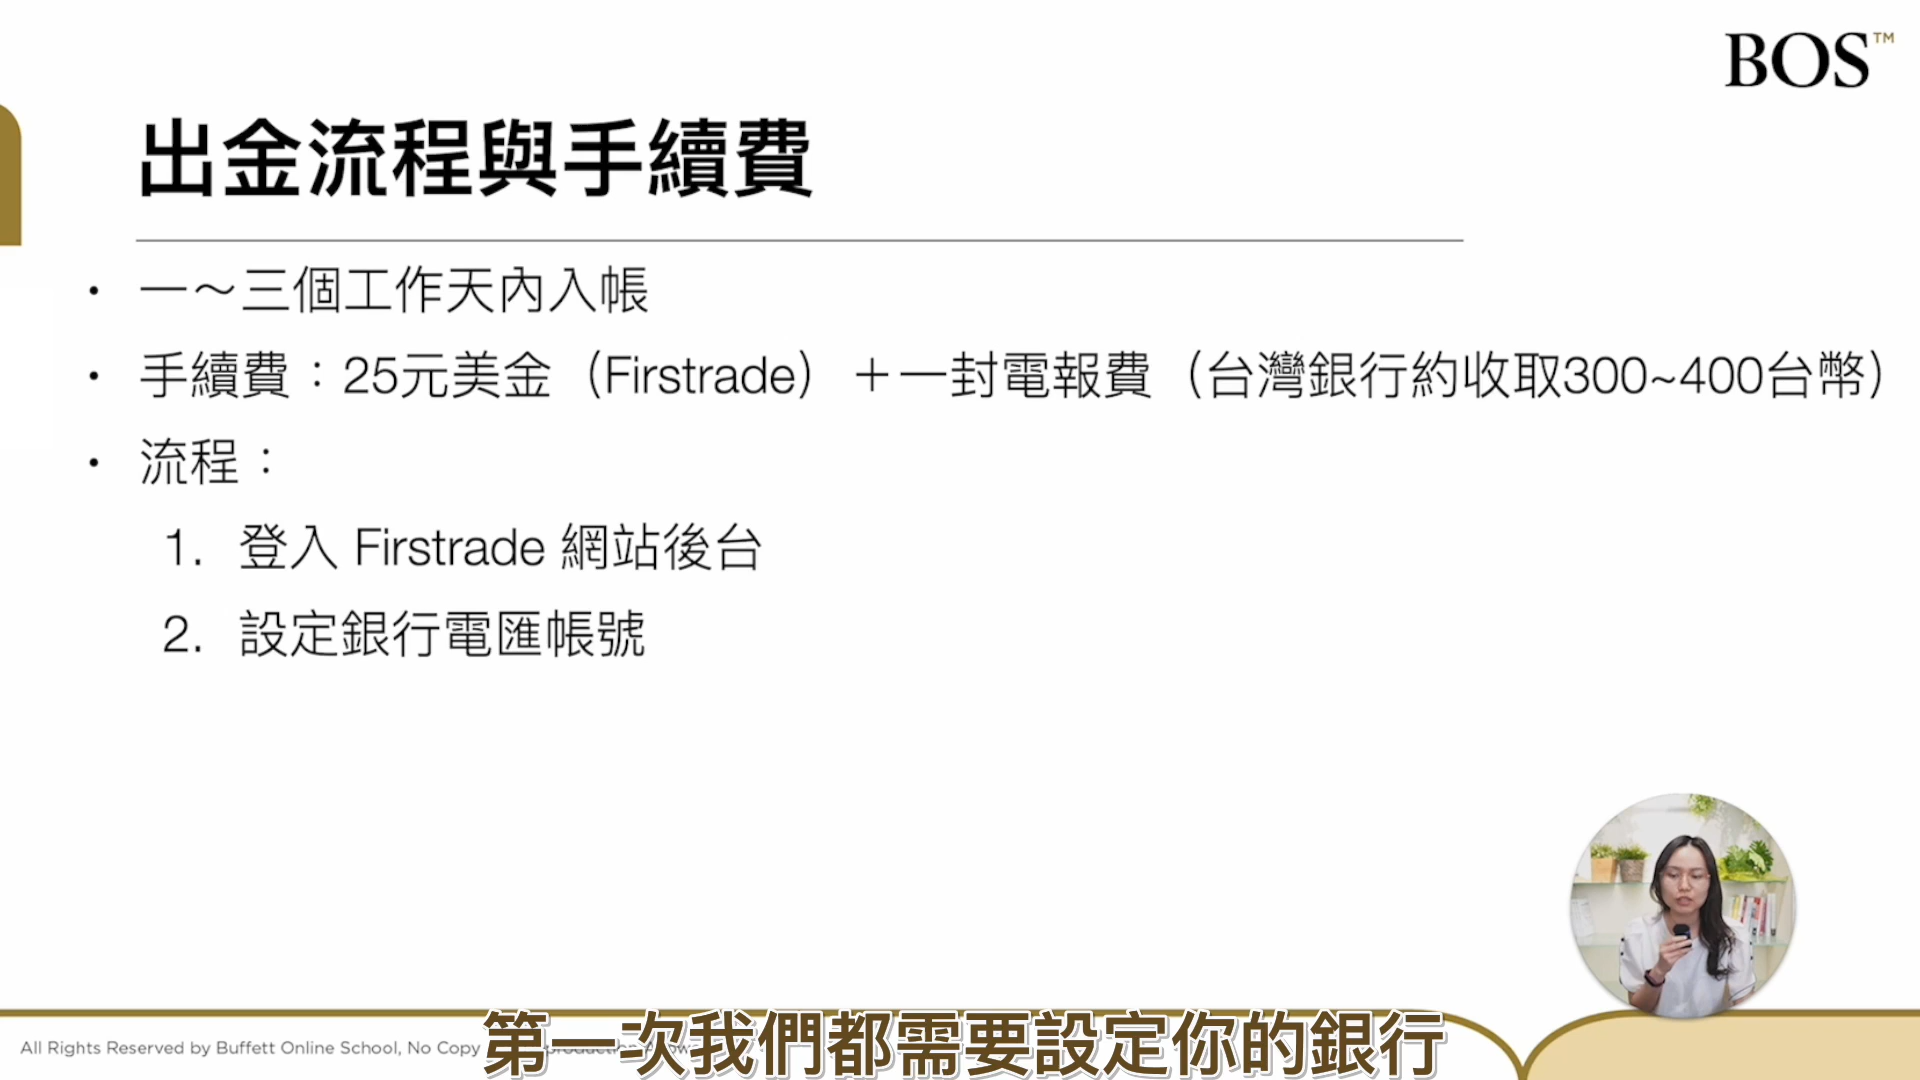 BOS™
出金流程與手續費
• 一～三個工作天內入帳
• 手續費：25元美金（Firstrade）＋一封電報費（台灣銀行約收取300~400台幣）
• 流程：
1. 登入 Firstrade 網站後台
2. 設定銀行電匯帳號
All Rights Reserved by Buffett Online School, No Copy
第一次我們都需要設定你的銀行